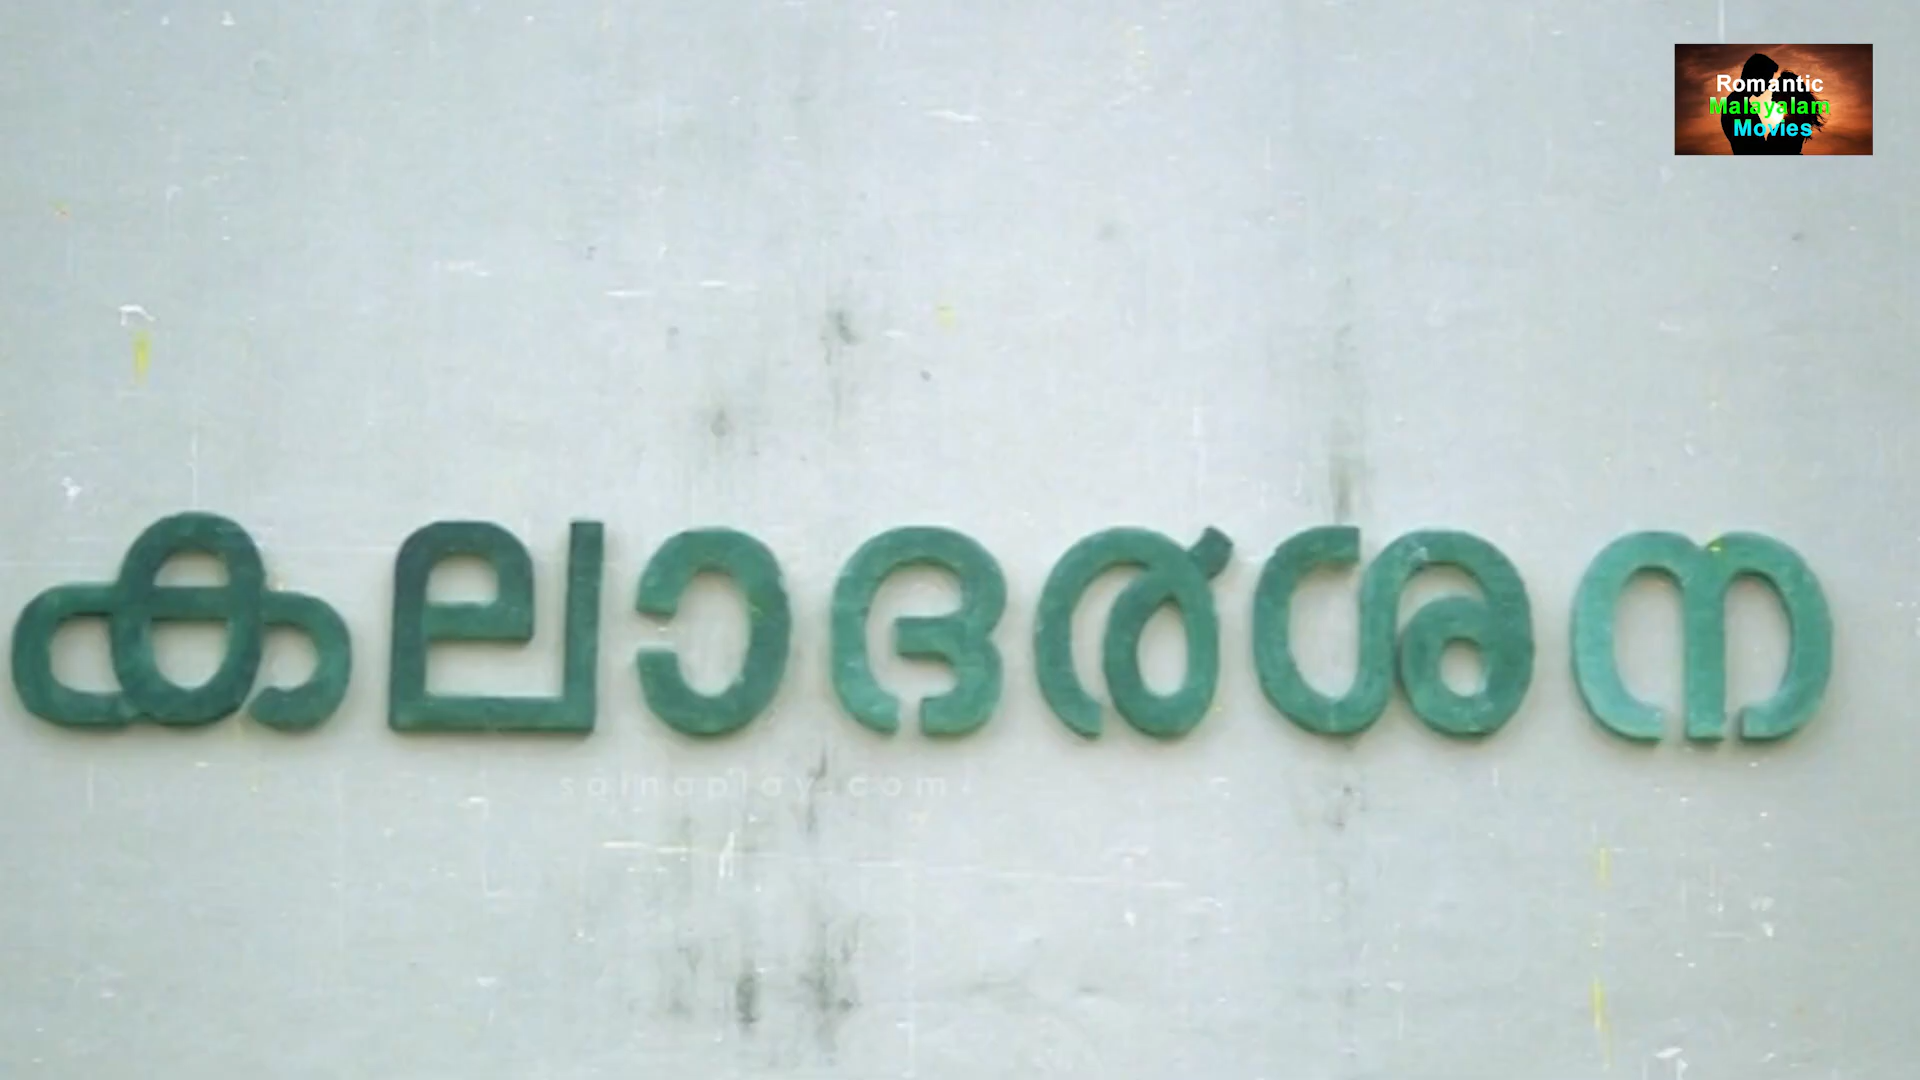 Romantic
Malayalam
Movies
കലാദർശന
sainaplay.com